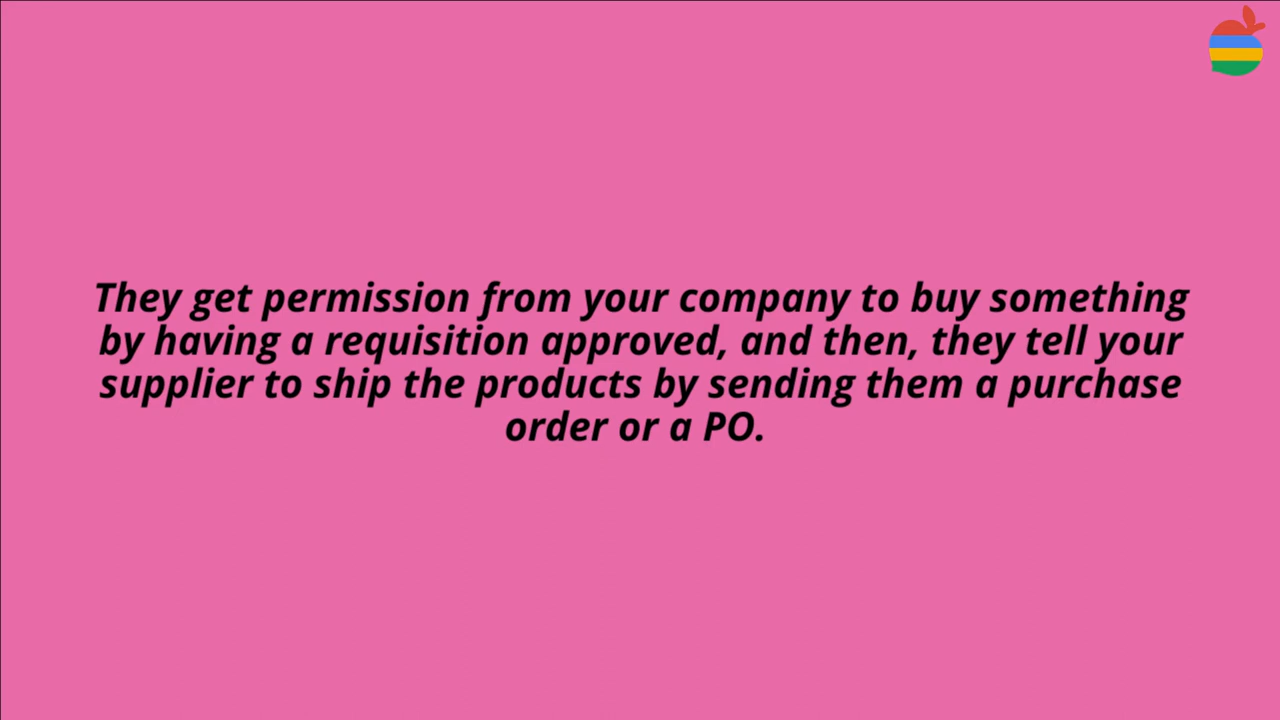 They get permission from your company to buy something
by having a requisition approved, and then, they tell your
supplier to ship the products by sending them a purchase
order or a PO.